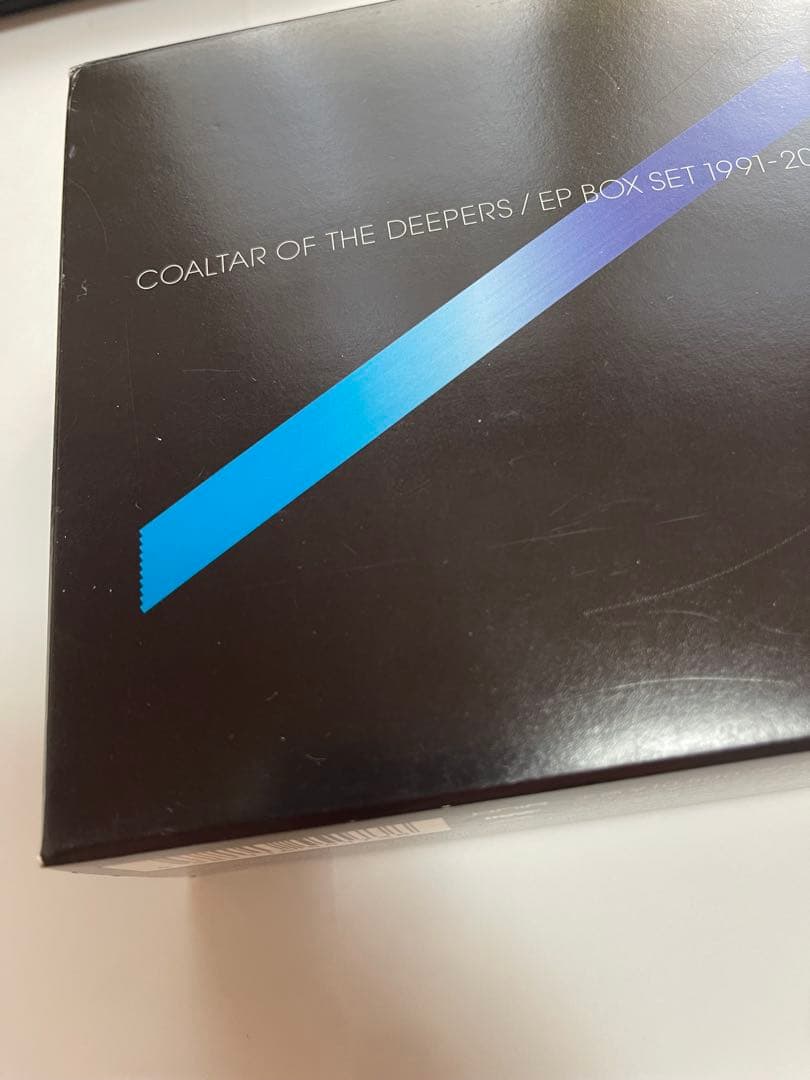 COALTAR OF THE DEEPERS / EP BOX SET 1991-20